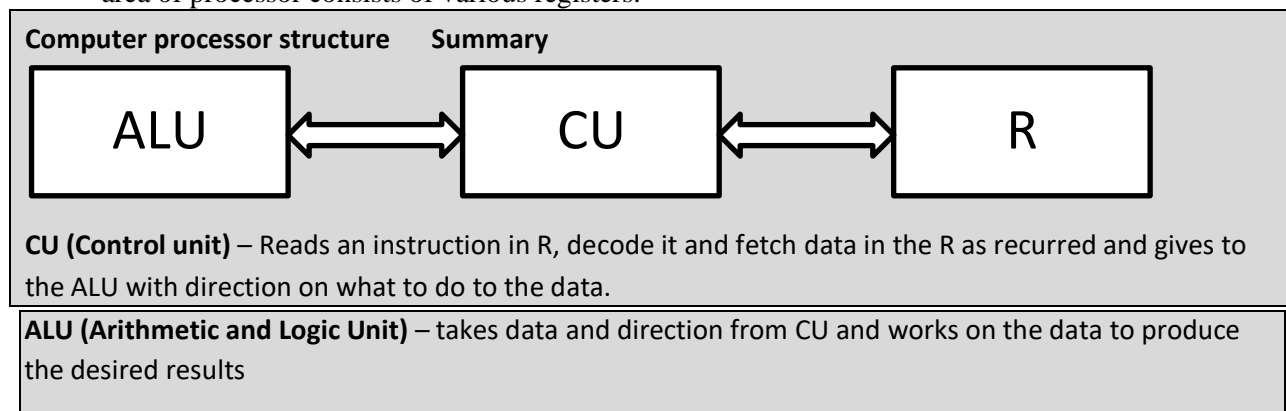 area of processor consists of various registers.
Computer processor structure Summary
ALU CU R
CU (Control unit) – Reads an instruction in R, decode it and fetch data in the R as recurred and gives to
the ALU with direction on what to do to the data.
ALU (Arithmetic and Logic Unit) – takes data and direction from CU and works on the data to produce
the desired results